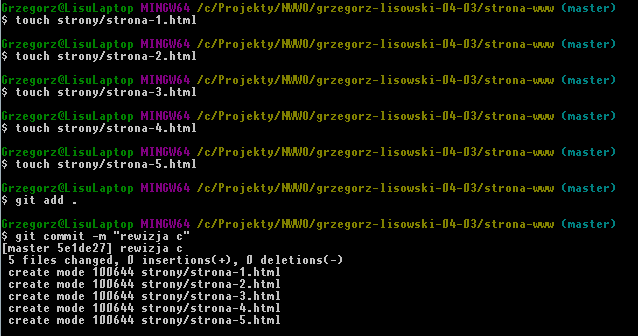 Grzegorz@LisuLaptop MINGW64 /c/Projekty/NWWO/grzegorz-lisowski-04-03/strona-www (master)
$ touch strony/strona-1.html
Grzegorz@LisuLaptop MINGW64 /c/Projekty/NWWO/grzegorz-lisowski-04-03/strona-www (master)
$ touch strony/strona-2.html
Grzegorz@LisuLaptop MINGW64 /c/Projekty/NWWO/grzegorz-lisowski-04-03/strona-www (master)
$ touch strony/strona-3.html
Grzegorz@LisuLaptop MINGW64 /c/Projekty/NWWO/grzegorz-lisowski-04-03/strona-www (master)
$ touch strony/strona-4.html
Grzegorz@LisuLaptop MINGW64 /c/Projekty/NWWO/grzegorz-lisowski-04-03/strona-www (master)
$ touch strony/strona-5.html
Grzegorz@LisuLaptop MINGW64 /c/Projekty/NWWO/grzegorz-lisowski-04-03/strona-www (master)
$ git add .
Grzegorz@LisuLaptop MINGW64 /c/Projekty/NWWO/grzegorz-lisowski-04-03/strona-www (master)
$ git commit -m "rewizja c"
[master 5e1de27] rewizja c
5 files changed, 0 insertions(+), 0 deletions(-)
create mode 100644 strony/strona-1.html
create mode 100644 strony/strona-2.html
create mode 100644 strony/strona-3.html
create mode 100644 strony/strona-4.html
create mode 100644 strony/strona-5.html